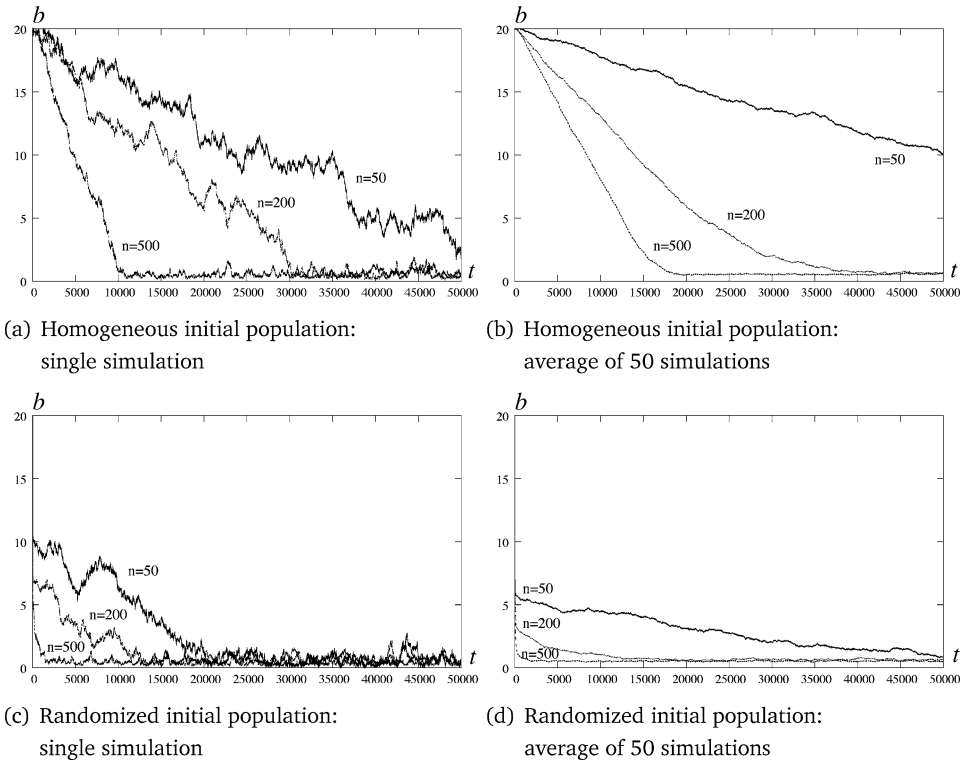 b
20
15
10
5
0
n=50
n=200
n=500
t
0 5000 10000 15000 20000 25000 30000 35000 40000 45000 50000
(a) Homogeneous initial population:
single simulation
b
20
15
10
5
0
n=50
n=200
n=500
t
0 5000 10000 15000 20000 25000 30000 35000 40000 45000 50000
(b) Homogeneous initial population:
average of 50 simulations
b
20
15
10
5
0
n=50
n=200
n=500
t
0 5000 10000 15000 20000 25000 30000 35000 40000 45000 50000
(c) Randomized initial population:
single simulation
b
20
15
10
5
0
n=50
n=200
n=500
t
0 5000 10000 15000 20000 25000 30000 35000 40000 45000 50000
(d) Randomized initial population:
average of 50 simulations